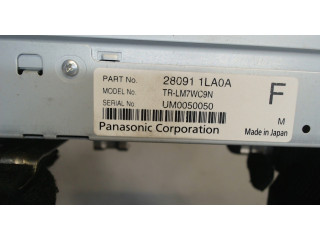 PART No. 28091 1LA0A
MODEL No. TR-LM7WC9N
SERIAL No. UM0050050
F
M
Panasonic Corporation Made in Japan